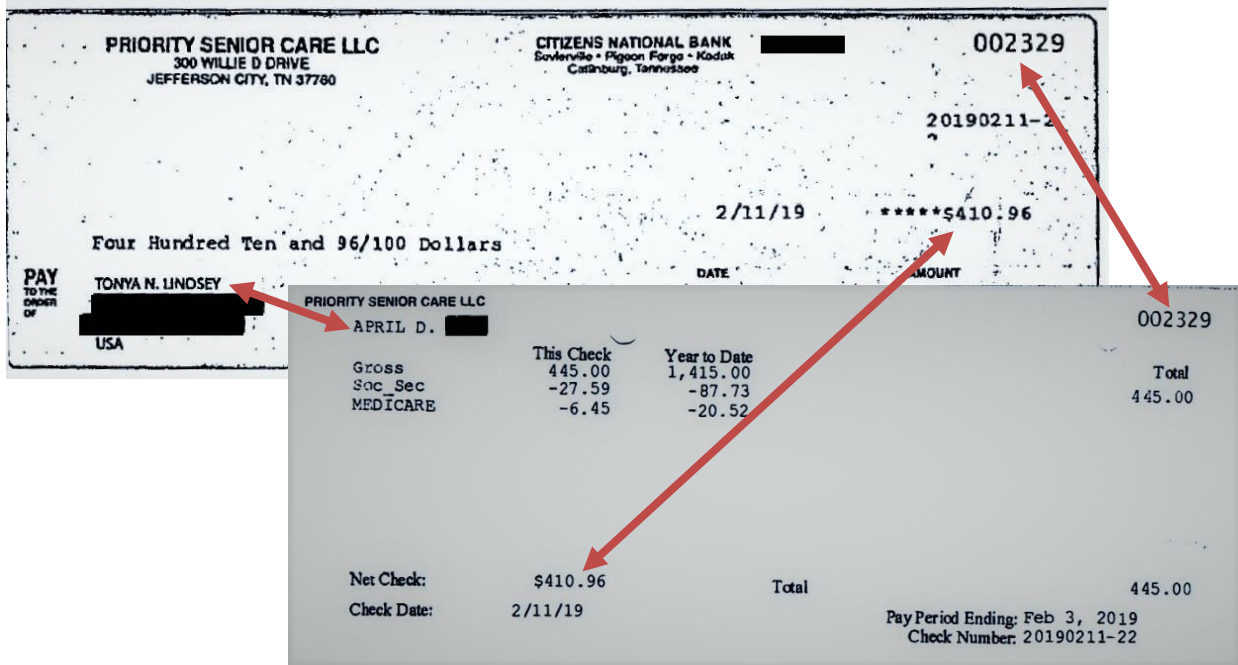 PRIORITY SENIOR CARE LLC
300 WILLIE D DRIVE
JEFFERSON CITY, TN 37760
CITIZENS NATIONAL BANK
Sevierville • Pigeon Forge • Kodak
Gatlinburg, Tennessee
002329
20190211-2
2
2/11/19
*****$410.96
Four Hundred Ten and 96/100 Dollars
DATE
AMOUNT
PAY
TO THE
ORDER
OF
TONYA N. LINDSEY
USA
PRIORITY SENIOR CARE LLC
APRIL D.
002329
This Check Year to Date
Gross 445.00 1,415.00 Total
Soc_Sec -27.59 -87.73 445.00
MEDICARE -6.45 -20.52
Net Check: $410.96 Total 445.00
Check Date: 2/11/19
Pay Period Ending: Feb 3, 2019
Check Number: 20190211-22